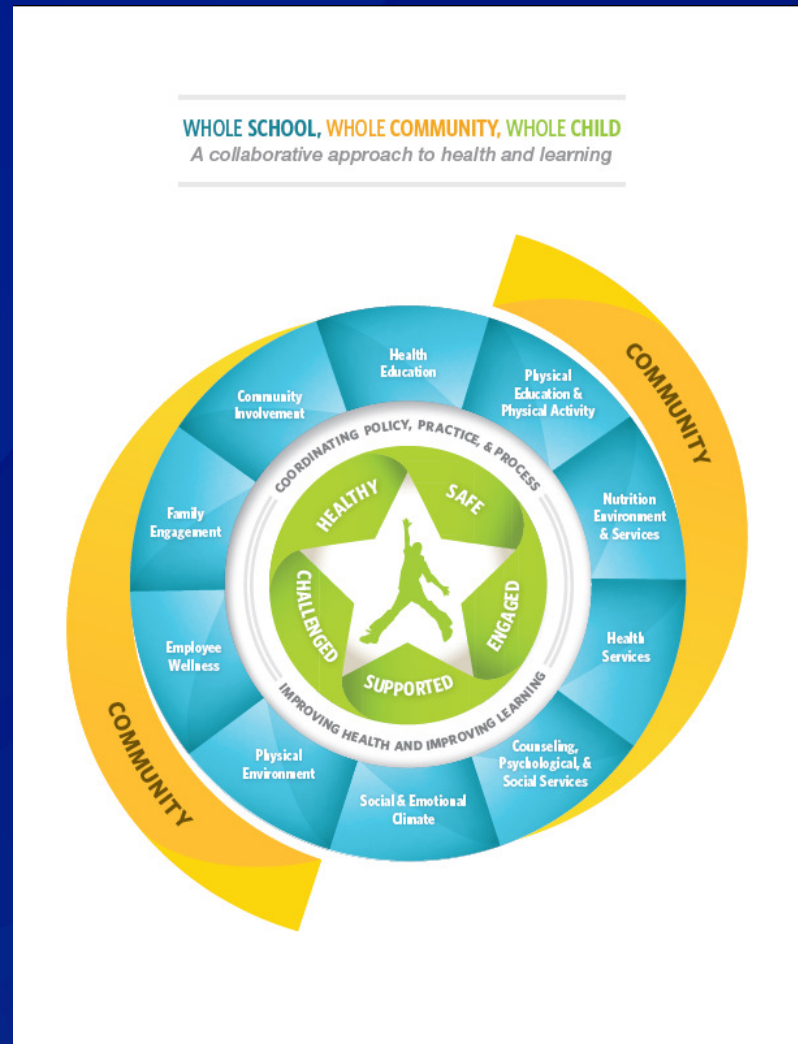 WHOLE SCHOOL, WHOLE COMMUNITY, WHOLE CHILD
A collaborative approach to health and learning
COMMUNITY
Health
Education
Physical
Education &
Physical Activity
Nutrition
Environment
& Services
Health
Services
Counseling,
Psychological, &
Social Services
Social & Emotional
Climate
Physical
Environment
Employee
Wellness
Family
Engagement
Community
Involvement
COORDINATING POLICY, PRACTICE, & PROCESS
IMPROVING HEALTH AND IMPROVING LEARNING
HEALTHY
SAFE
ENGAGED
SUPPORTED
CHALLENGED
COMMUNITY